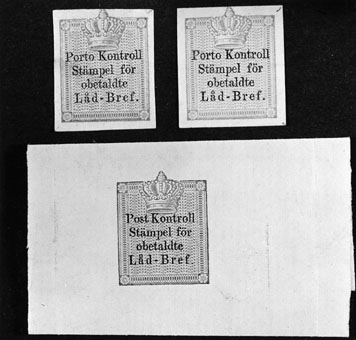 Porto Kontroll
Stämpel för
obetaldte
Låd-Bref.
Porto Kontroll
Stämpel för
obetaldte
Låd-Bref.
Post Kontroll
Stämpel för
obetaldte
Låd-Bref.